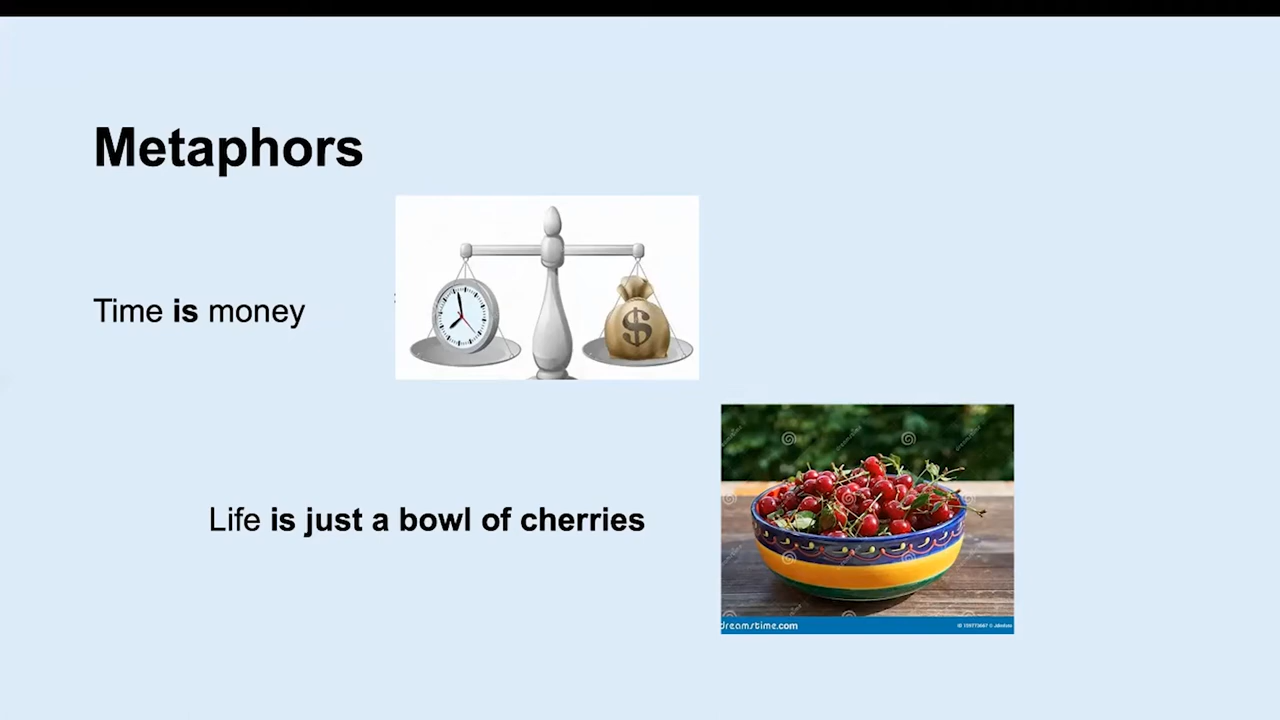 Metaphors
Time is money
$
Life is just a bowl of cherries
dreamstime.com